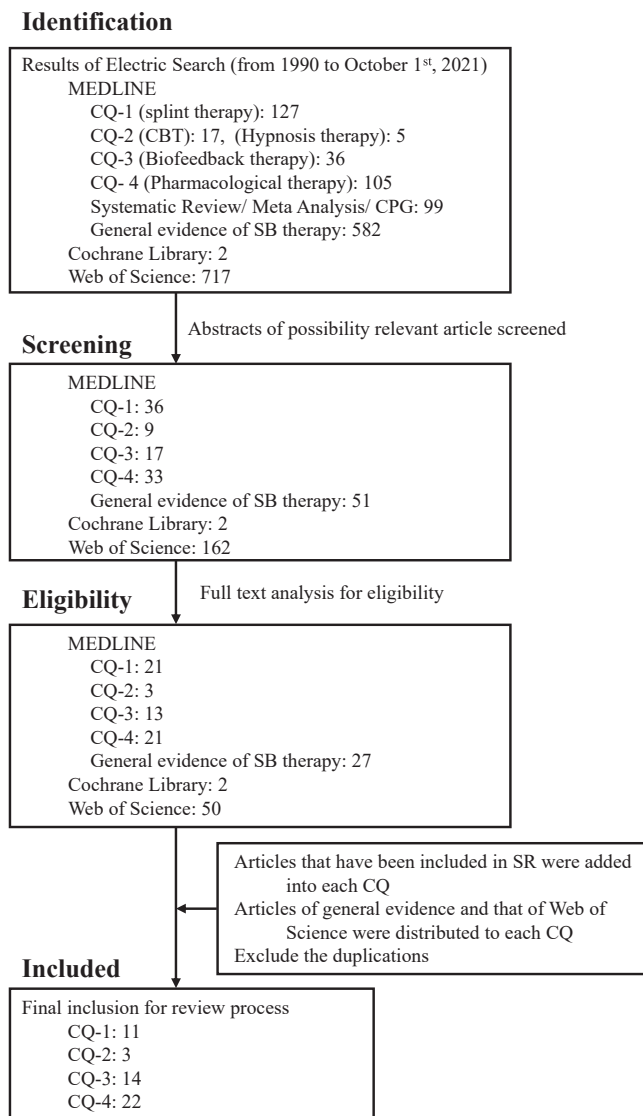 Identification
Results of Electric Search (from 1990 to October 1st, 2021)
MEDLINE
CQ-1 (splint therapy): 127
CQ-2 (CBT): 17, (Hypnosis therapy): 5
CQ-3 (Biofeedback therapy): 36
CQ- 4 (Pharmacological therapy): 105
Systematic Review/ Meta Analysis/ CPG: 99
General evidence of SB therapy: 582
Cochrane Library: 2
Web of Science: 717
Abstracts of possibility relevant article screened
Screening
MEDLINE
CQ-1: 36
CQ-2: 9
CQ-3: 17
CQ-4: 33
General evidence of SB therapy: 51
Cochrane Library: 2
Web of Science: 162
Full text analysis for eligibility
Eligibility
MEDLINE
CQ-1: 21
CQ-2: 3
CQ-3: 13
CQ-4: 21
General evidence of SB therapy: 27
Cochrane Library: 2
Web of Science: 50
Articles that have been included in SR were added
into each CQ
Articles of general evidence and that of Web of
Science were distributed to each CQ
Exclude the duplications
Included
Final inclusion for review process
CQ-1: 11
CQ-2: 3
CQ-3: 14
CQ-4: 22